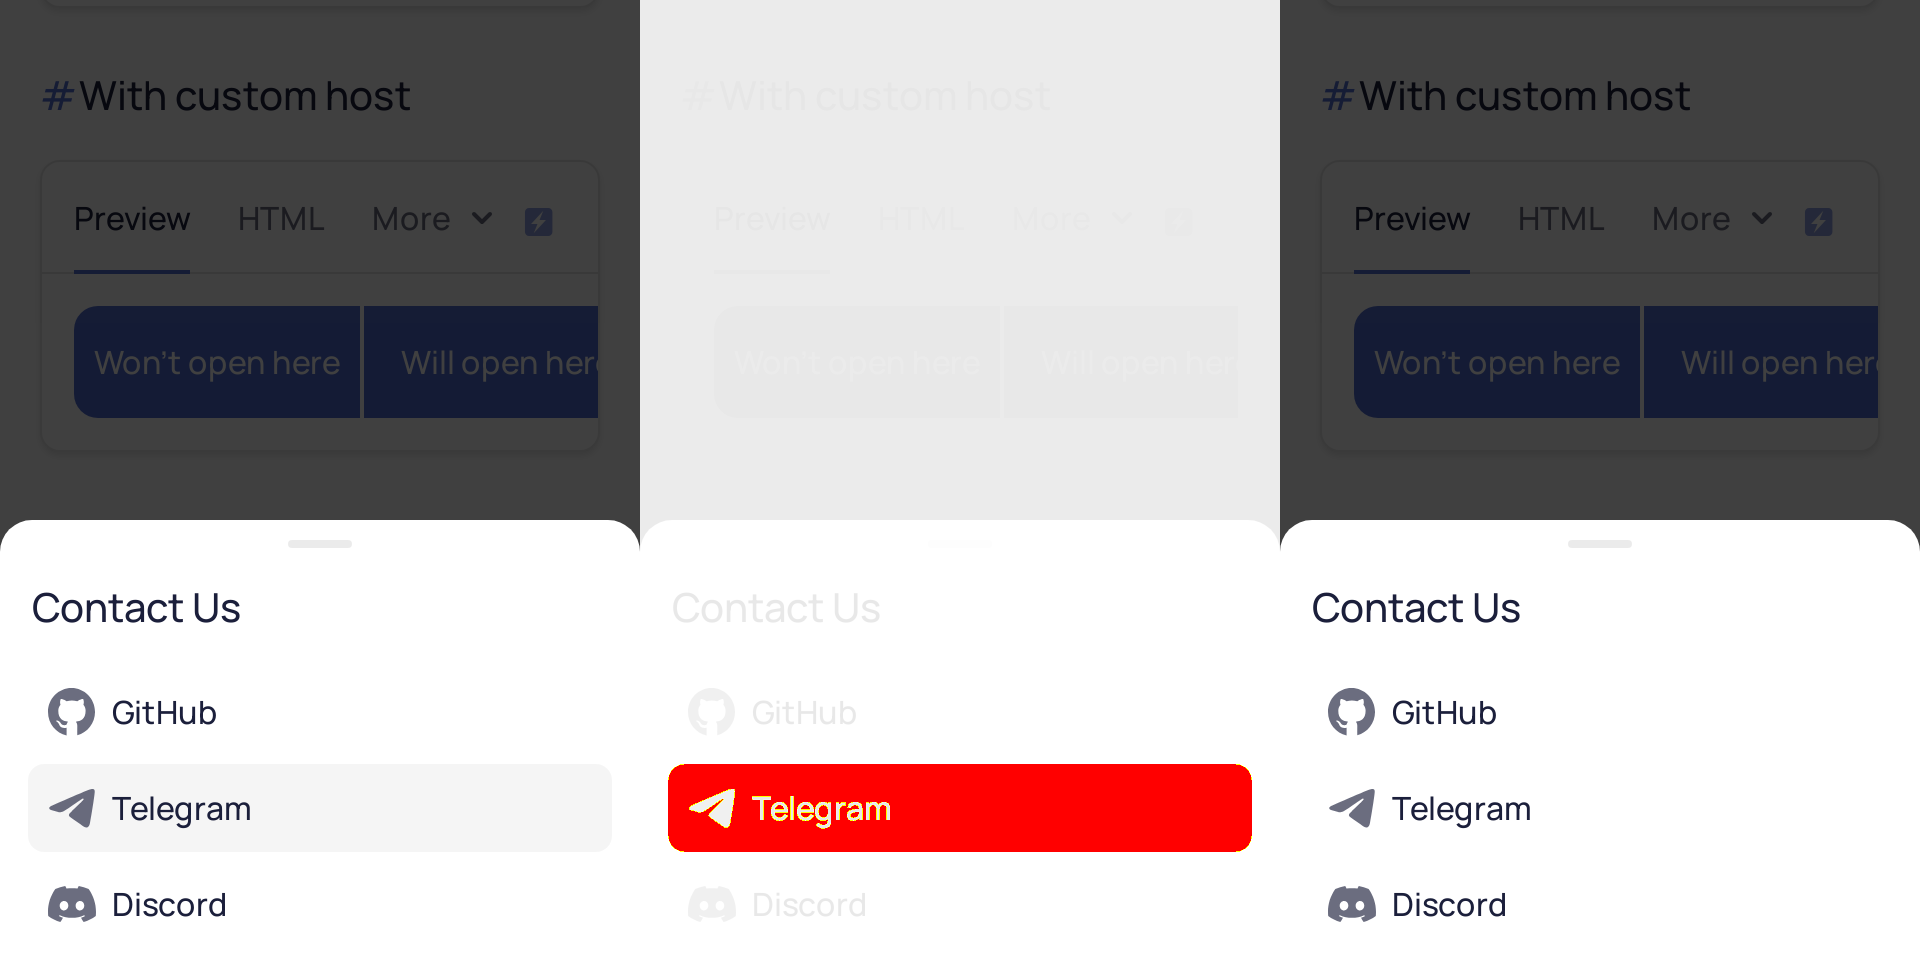 #With custom host
Preview HTML More
Won't open here Will open here
Contact Us
GitHub
Telegram
Discord
#With custom host
Preview HTML More
Won't open here Will open her
Contact Us
GitHub
Telegram
Discord
#With custom host
Preview HTML More
Won't open here Will open here
Contact Us
GitHub
Telegram
Discord